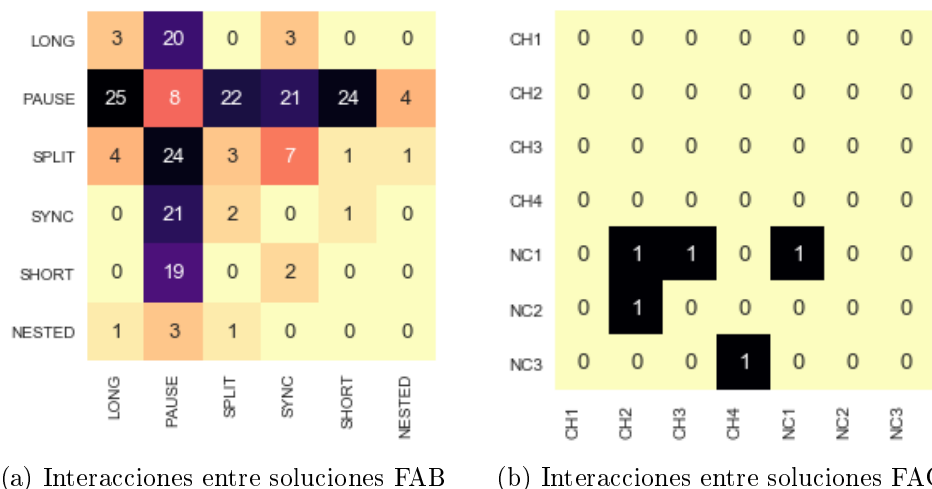 LONG 3 20 0 3 0 0
PAUSE 25 8 22 21 24 4
SPLIT 4 24 3 7 1 1
SYNC 0 21 2 0 1 0
SHORT 0 19 0 2 0 0
NESTED 1 3 1 0 0 0
LONG PAUSE SPLIT SYNC SHORT NESTED
(a) Interacciones entre soluciones FAB
CH1 0 0 0 0 0 0 0
CH2 0 0 0 0 0 0 0
CH3 0 0 0 0 0 0 0
CH4 0 0 0 0 0 0 0
NC1 0 1 1 0 1 0 0
NC2 0 1 0 0 0 0 0
NC3 0 0 0 1 0 0 0
CH1 CH2 CH3 CH4 NC1 NC2 NC3
(b) Interacciones entre soluciones